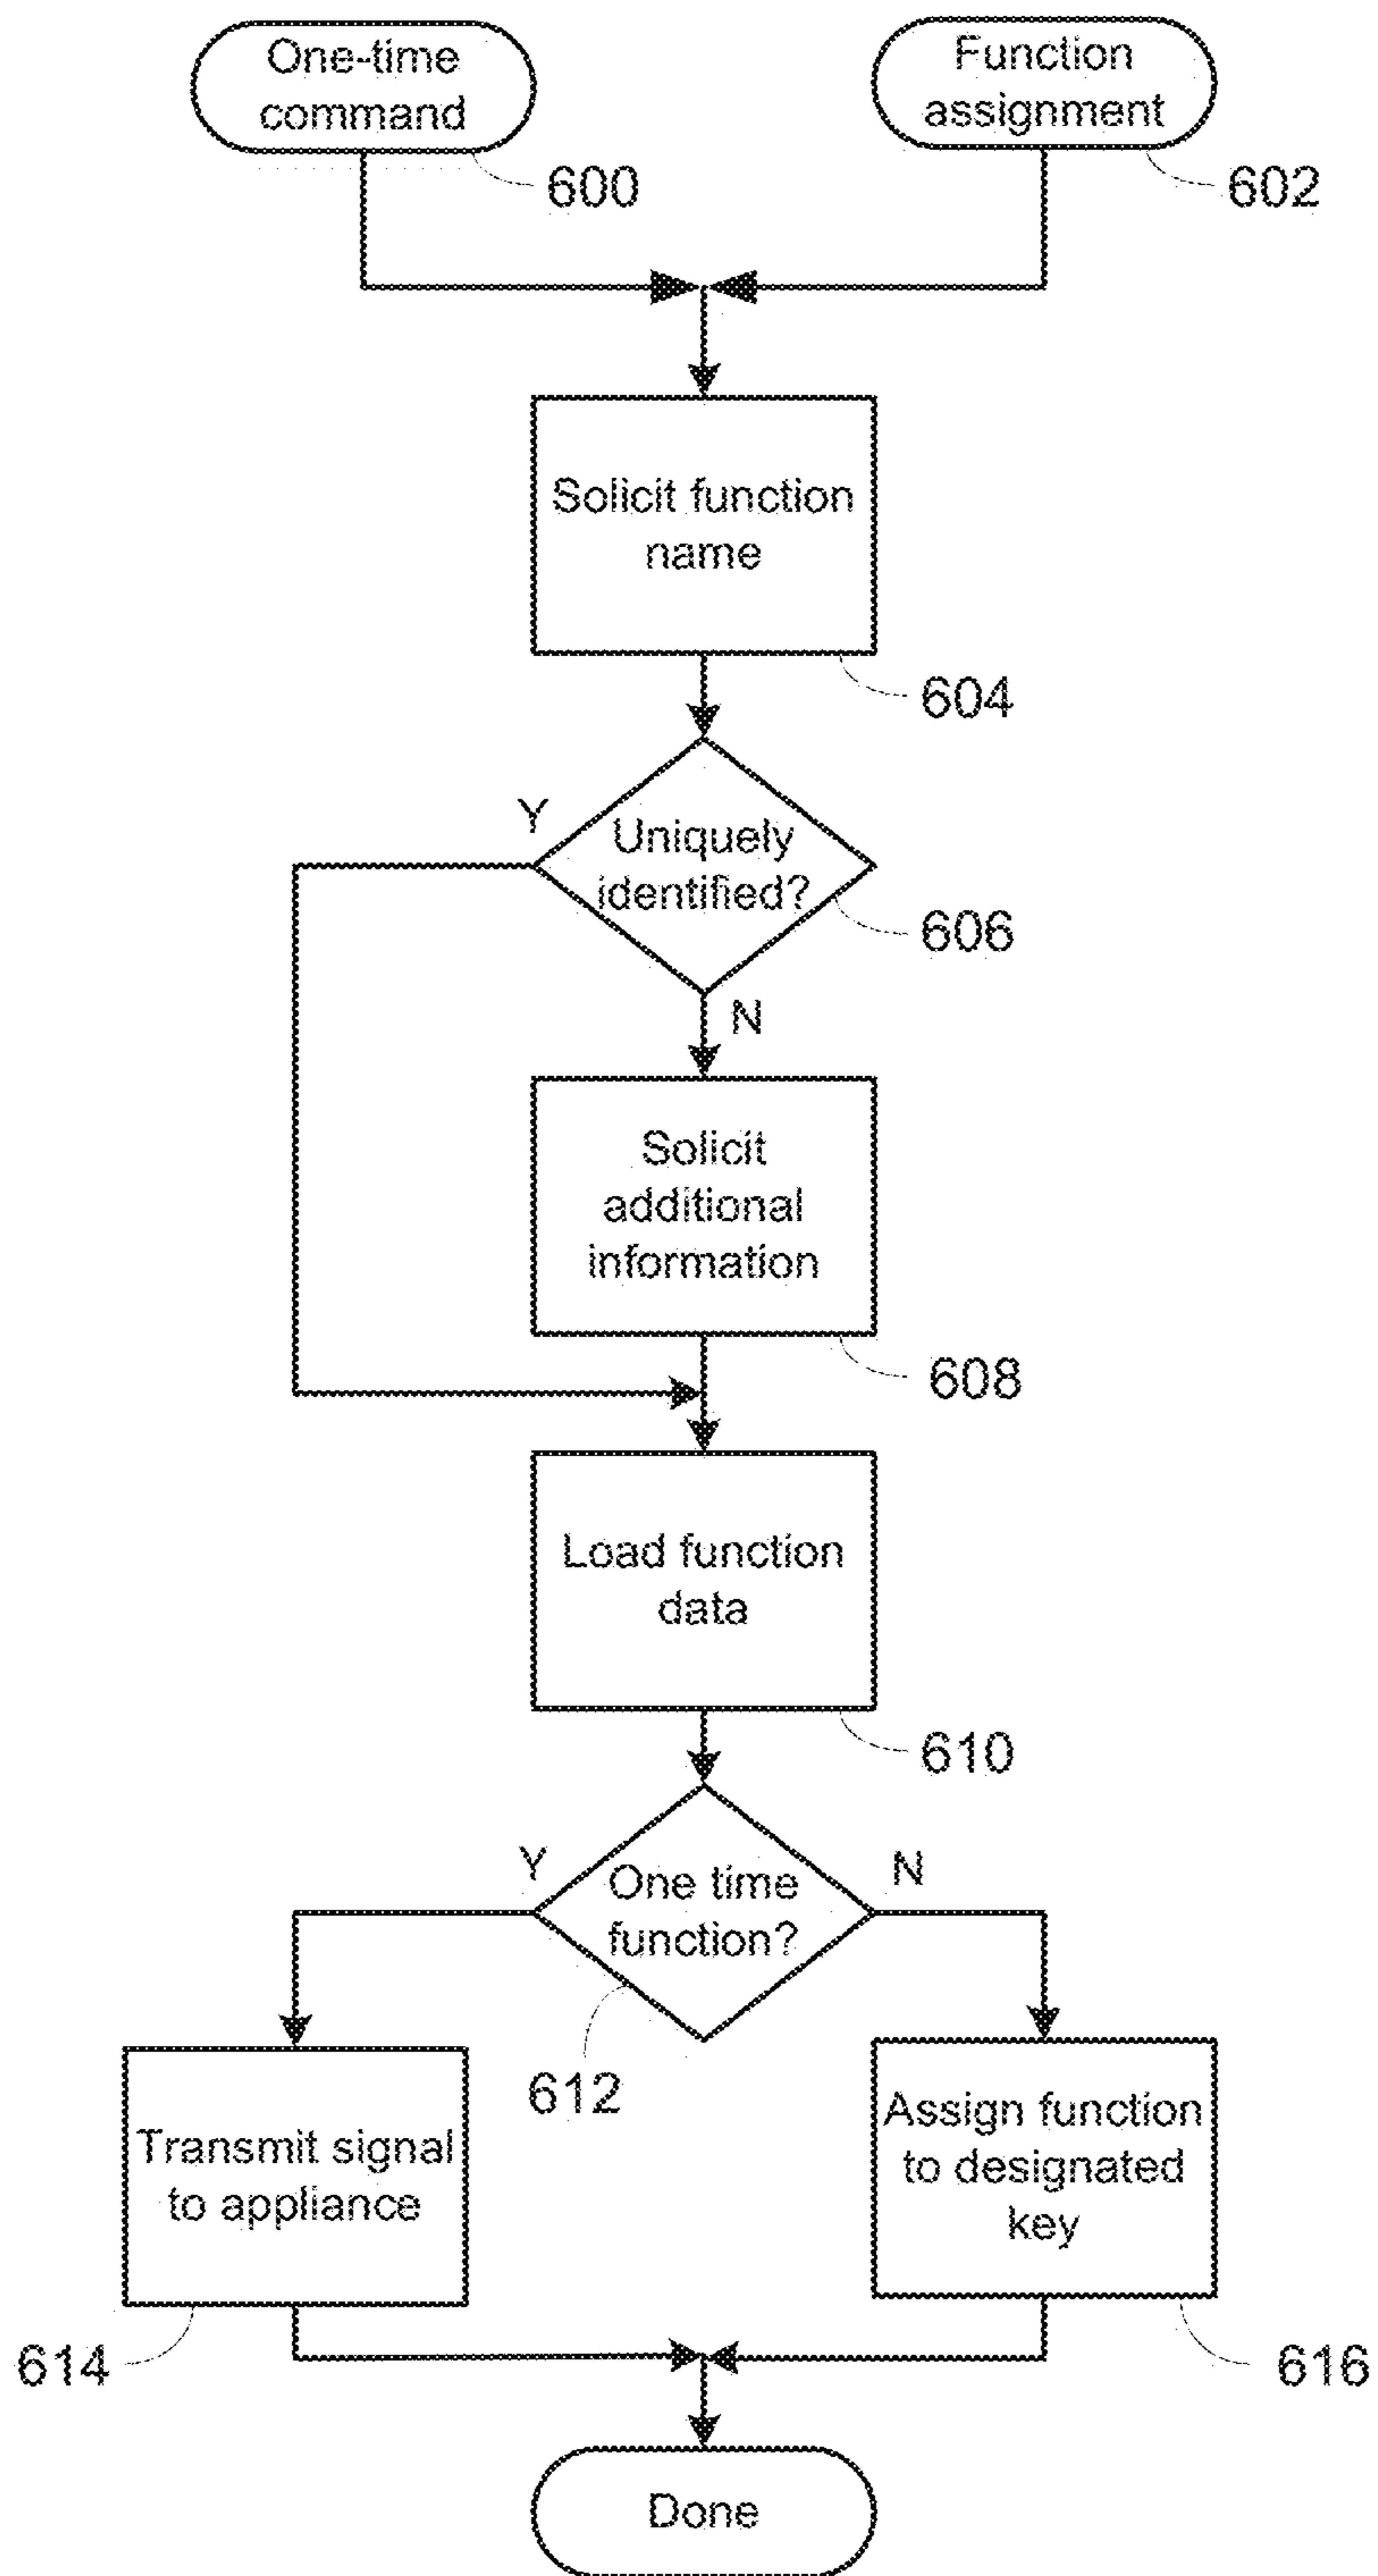 One-time
command
600
Function
assignment
602
Solicit function
name
604
Y
Uniquely
identified?
606
N
Solicit
additional
information
608
Load function
data
610
Y
One time
function?
N
612
Transmit signal
to appliance
614
Assign function
to designated
key
616
Done